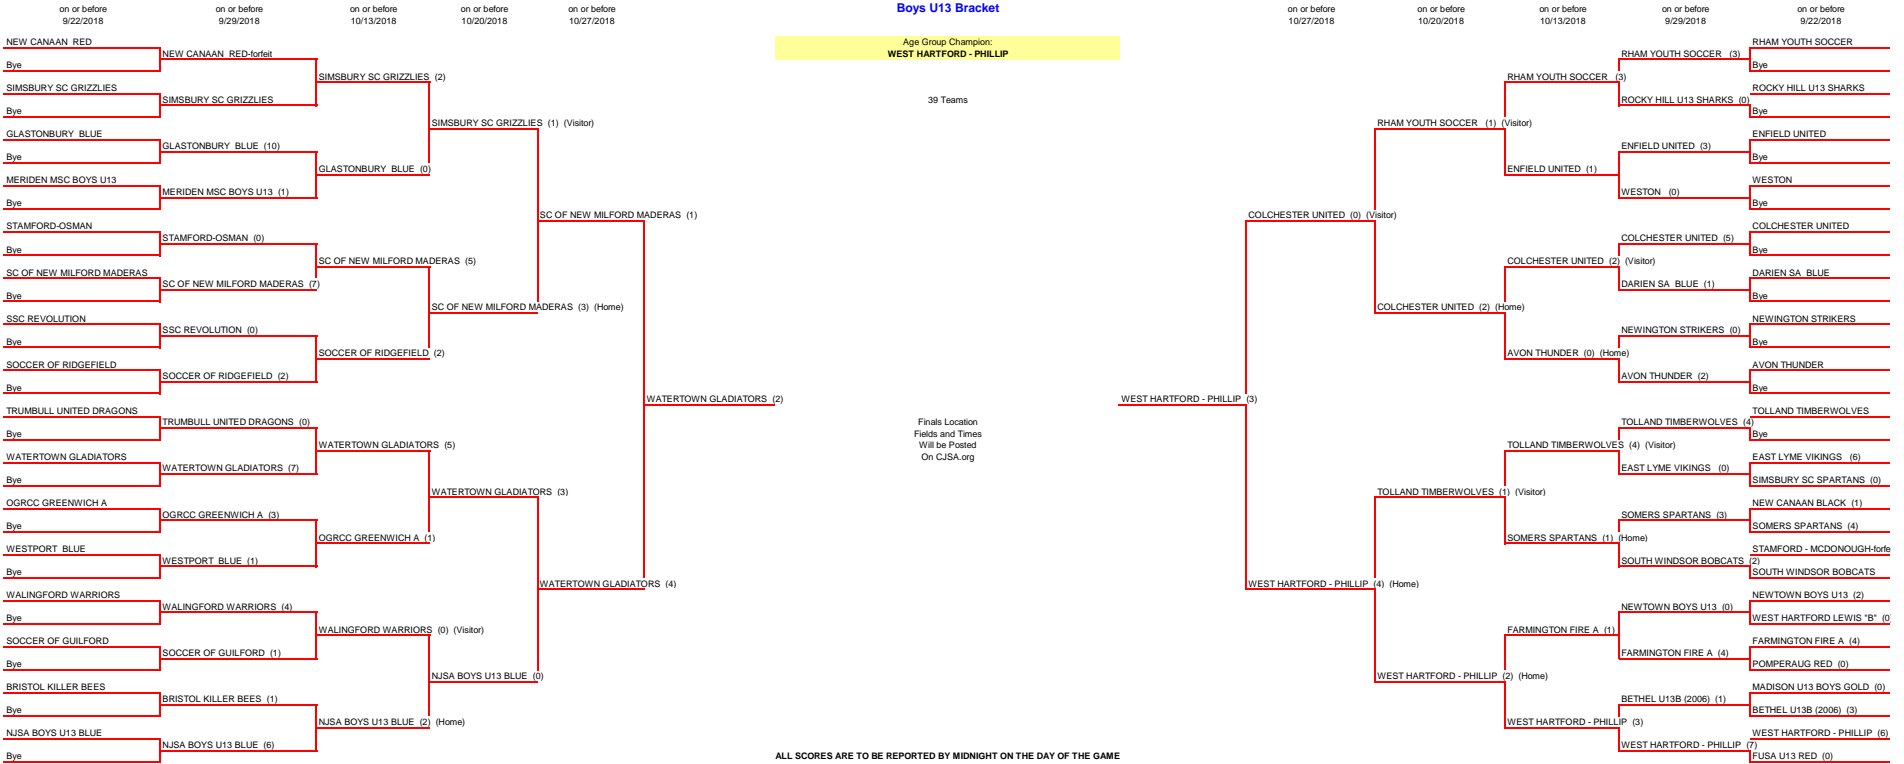 Boys U13 Bracket
on or before
9/22/2018
on or before
9/29/2018
on or before
10/13/2018
on or before
10/20/2018
on or before
10/27/2018
on or before
10/27/2018
on or before
10/20/2018
on or before
10/13/2018
on or before
9/29/2018
on or before
9/22/2018
Age Group Champion:
WEST HARTFORD - PHILLIP
39 Teams
NEW CANAAN RED
Bye
SIMSBURY SC GRIZZLIES
Bye
GLASTONBURY BLUE
Bye
MERIDEN MSC BOYS U13
Bye
STAMFORD-OSMAN
Bye
SC OF NEW MILFORD MADERAS
Bye
SSC REVOLUTION
Bye
SOCCER OF RIDGEFIELD
Bye
TRUMBULL UNITED DRAGONS
Bye
WATERTOWN GLADIATORS
Bye
OGRCC GREENWICH A
Bye
WESTPORT BLUE
Bye
WALINGFORD WARRIORS
Bye
SOCCER OF GUILFORD
Bye
BRISTOL KILLER BEES
Bye
NJSA BOYS U13 BLUE
Bye
NEW CANAAN RED-forfeit
SIMSBURY SC GRIZZLIES
GLASTONBURY BLUE (10)
MERIDEN MSC BOYS U13 (1)
STAMFORD-OSMAN (0)
SC OF NEW MILFORD MADERAS (7)
SSC REVOLUTION (0)
SOCCER OF RIDGEFIELD (2)
TRUMBULL UNITED DRAGONS (0)
WATERTOWN GLADIATORS (7)
OGRCC GREENWICH A (3)
WESTPORT BLUE (1)
WALINGFORD WARRIORS (4)
SOCCER OF GUILFORD (1)
BRISTOL KILLER BEES (1)
NJSA BOYS U13 BLUE (6)
SIMSBURY SC GRIZZLIES (2)
GLASTONBURY BLUE (0)
SC OF NEW MILFORD MADERAS (5)
SOCCER OF RIDGEFIELD (2)
WATERTOWN GLADIATORS (5)
OGRCC GREENWICH A (1)
WALINGFORD WARRIORS (0) (Visitor)
NJSA BOYS U13 BLUE (2) (Home)
SIMSBURY SC GRIZZLIES (1) (Visitor)
SC OF NEW MILFORD MADERAS (3) (Home)
WATERTOWN GLADIATORS (3)
NJSA BOYS U13 BLUE (0)
SC OF NEW MILFORD MADERAS (1)
WATERTOWN GLADIATORS (4)
WATERTOWN GLADIATORS (2)
Finals Location
Fields and Times
Will be Posted
On CJSA.org
WEST HARTFORD - PHILLIP (3)
COLCHESTER UNITED (0) (Visitor)
WEST HARTFORD - PHILLIP (4) (Home)
RHAM YOUTH SOCCER (1) (Visitor)
COLCHESTER UNITED (2) (Home)
TOLLAND TIMBERWOLVES (1) (Visitor)
WEST HARTFORD - PHILLIP (2) (Home)
RHAM YOUTH SOCCER (3)
ENFIELD UNITED (1)
COLCHESTER UNITED (2) (Visitor)
AVON THUNDER (0) (Home)
TOLLAND TIMBERWOLVES (4) (Visitor)
SOMERS SPARTANS (1) (Home)
FARMINGTON FIRE A (1)
WEST HARTFORD - PHILLIP (3)
RHAM YOUTH SOCCER (3)
ROCKY HILL U13 SHARKS (0)
ENFIELD UNITED (3)
WESTON (0)
COLCHESTER UNITED (5)
DARIEN SA BLUE (1)
NEWINGTON STRIKERS (0)
AVON THUNDER (2)
TOLLAND TIMBERWOLVES (4)
EAST LYME VIKINGS (0)
SOMERS SPARTANS (3)
SOUTH WINDSOR BOBCATS (2)
NEWTOWN BOYS U13 (0)
FARMINGTON FIRE A (4)
BETHEL U13B (2006) (1)
WEST HARTFORD - PHILLIP (7)
RHAM YOUTH SOCCER
Bye
ROCKY HILL U13 SHARKS
Bye
ENFIELD UNITED
Bye
WESTON
Bye
COLCHESTER UNITED
Bye
DARIEN SA BLUE
Bye
NEWINGTON STRIKERS
Bye
AVON THUNDER
Bye
TOLLAND TIMBERWOLVES
Bye
EAST LYME VIKINGS (6)
SIMSBURY SC SPARTANS (0)
NEW CANAAN BLACK (1)
SOMERS SPARTANS (4)
STAMFORD - MCDONOUGH-forfe
SOUTH WINDSOR BOBCATS
NEWTOWN BOYS U13 (2)
WEST HARTFORD LEWIS "B" (0)
FARMINGTON FIRE A (4)
POMPERAUG RED (0)
MADISON U13 BOYS GOLD (0)
BETHEL U13B (2006) (3)
WEST HARTFORD - PHILLIP (6)
FUSA U13 RED (0)
ALL SCORES ARE TO BE REPORTED BY MIDNIGHT ON THE DAY OF THE GAME